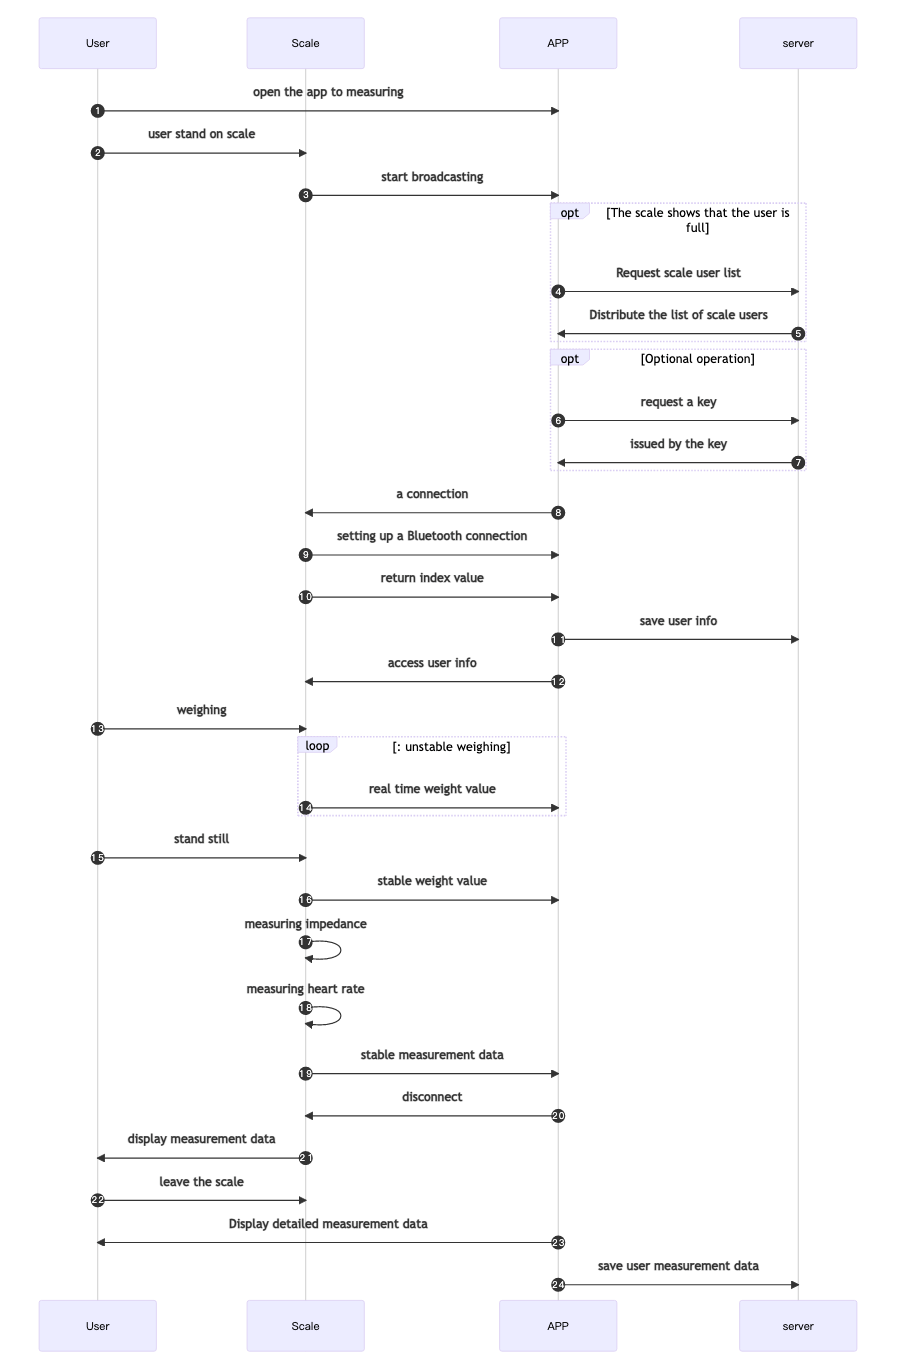 User
Scale
APP
server
open the app to measuring
1
user stand on scale
2
start broadcasting
3
opt
[The scale shows that the user is
full]
Request scale user list
4
Distribute the list of scale users
5
opt
[Optional operation]
request a key
6
issued by the key
7
a connection
8
setting up a Bluetooth connection
9
return index value
10
save user info
11
access user info
12
weighing
13
loop
[: unstable weighing]
real time weight value
14
stand still
15
stable weight value
16
measuring impedance
17
measuring heart rate
18
stable measurement data
19
disconnect
20
display measurement data
21
leave the scale
22
Display detailed measurement data
23
save user measurement data
24
User
Scale
APP
server